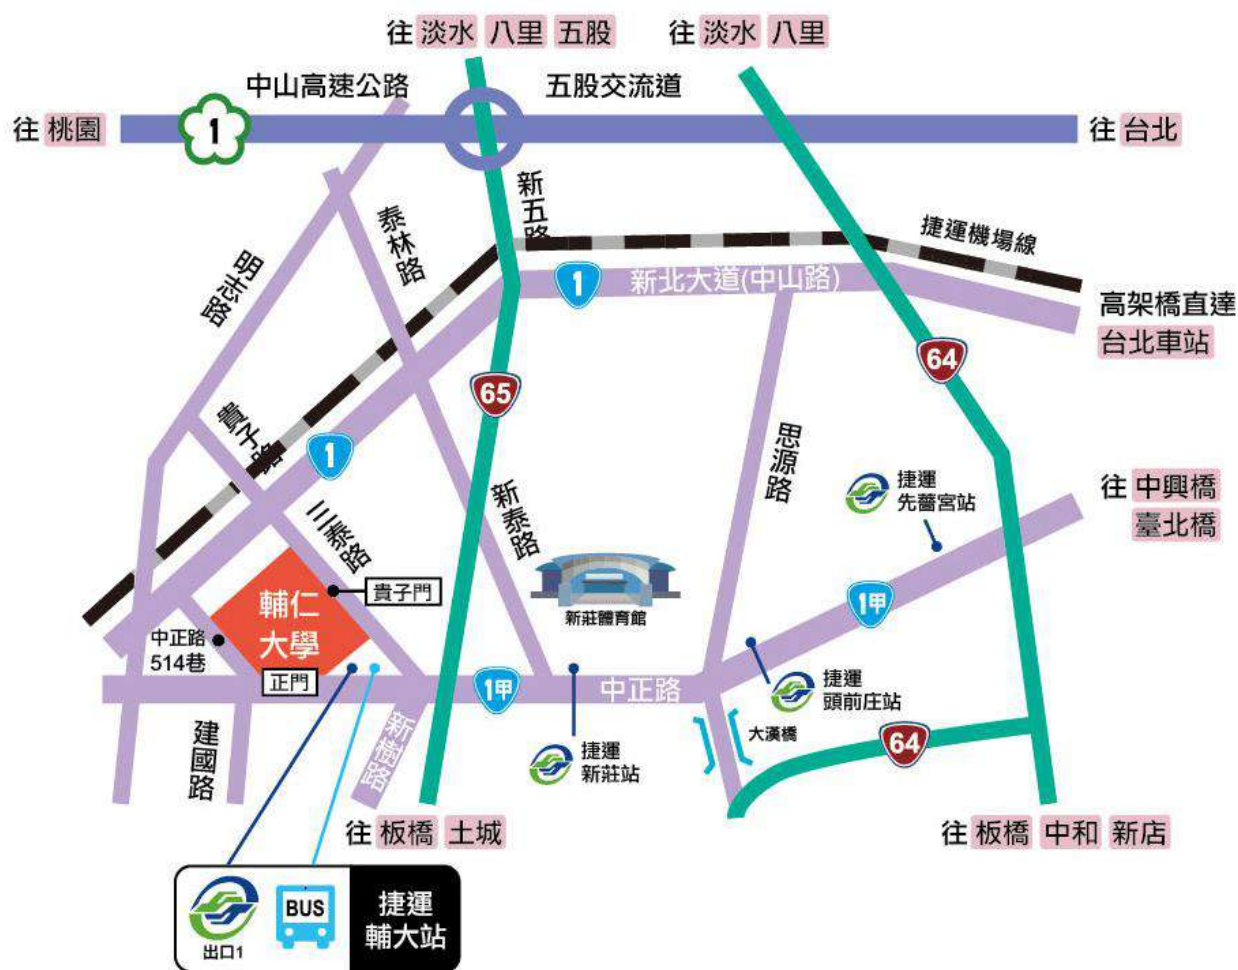 往 淡水 八里 五股
往 淡水 八里
中山高速公路
五股交流道
往 桃園
1
往 台北
新五路
泰林路
捷運機場線
明志路
1
新北大道(中山路)
高架橋直達
台北車站
64
65
貴子路
1
思源路
捷運
先嗇宮站
往 中興橋
臺北橋
新泰路
三泰路
貴子門
輔仁
大學
新莊體育館
1甲
中正路
514巷
正門
1甲
中正路
捷運
頭前庄站
建國路
新樹路
捷運
新莊站
大漢橋
64
往 板橋 土城
往 板橋 中和 新店
BUS
出口1
捷運
輔大站